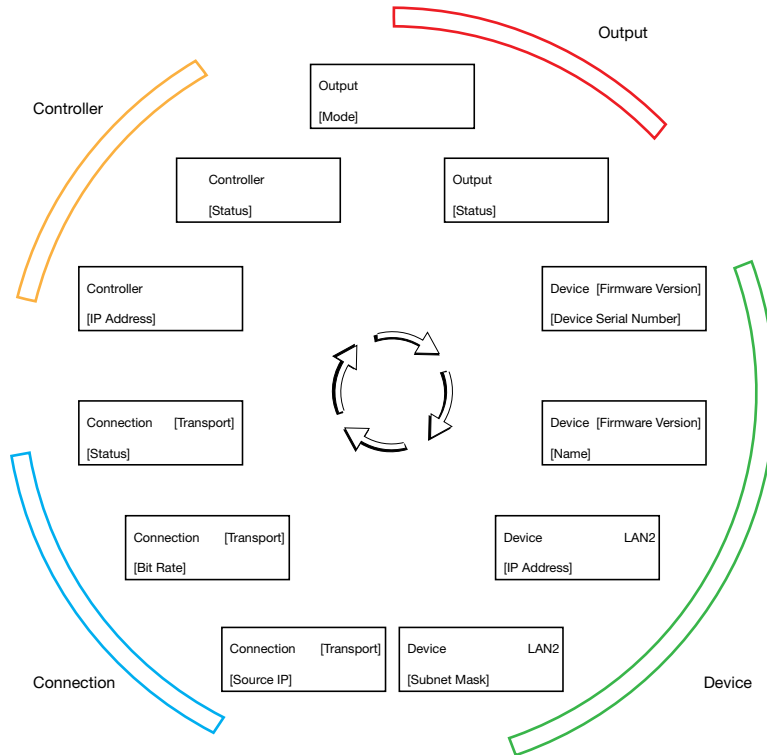 Output
Controller
Output
[Mode]
Controller
[Status]
Output
[Status]
Controller
[IP Address]
Device [Firmware Version]
[Device Serial Number]
Connection [Transport]
[Status]
Device [Firmware Version]
[Name]
Connection [Transport]
[Bit Rate]
Device LAN2
[IP Address]
Connection [Transport]
[Source IP]
Device LAN2
[Subnet Mask]
Connection
Device